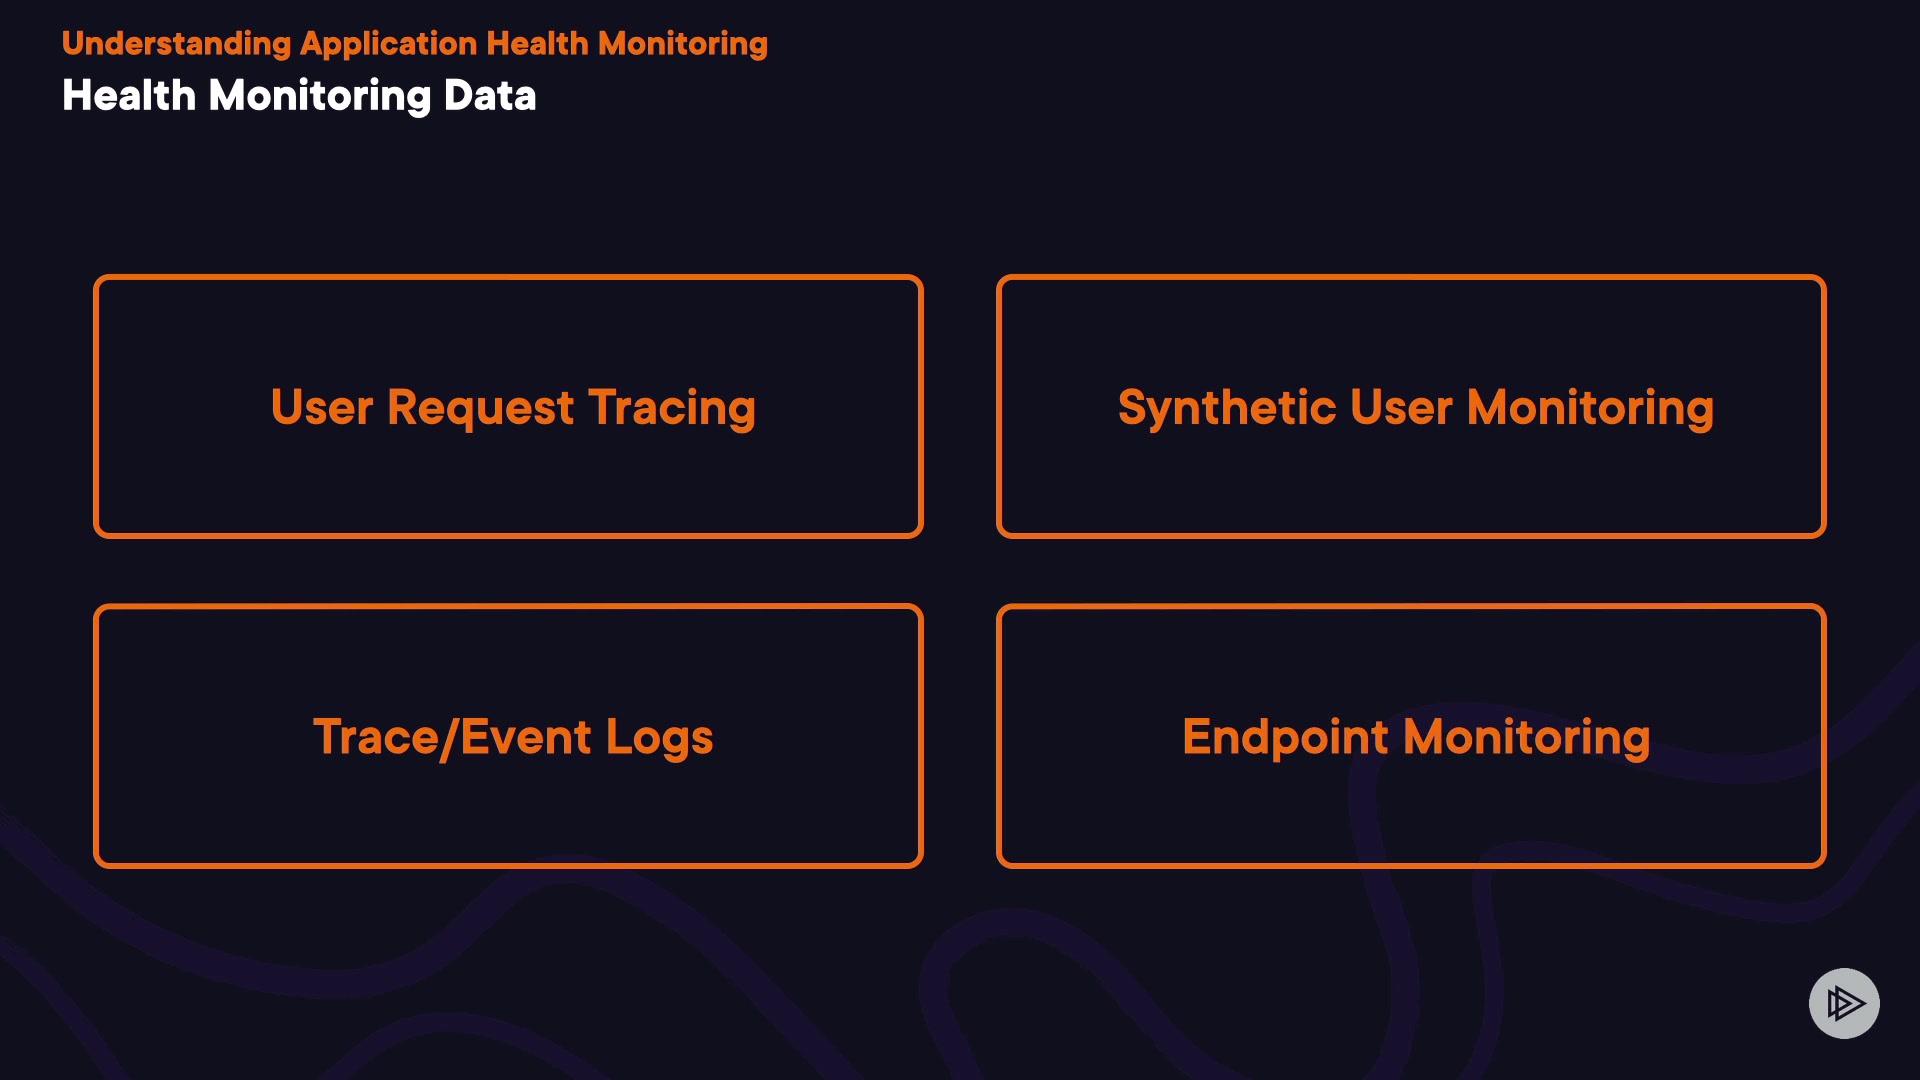 Understanding Application Health Monitoring
Health Monitoring Data
User Request Tracing
Synthetic User Monitoring
Trace/Event Logs
Endpoint Monitoring